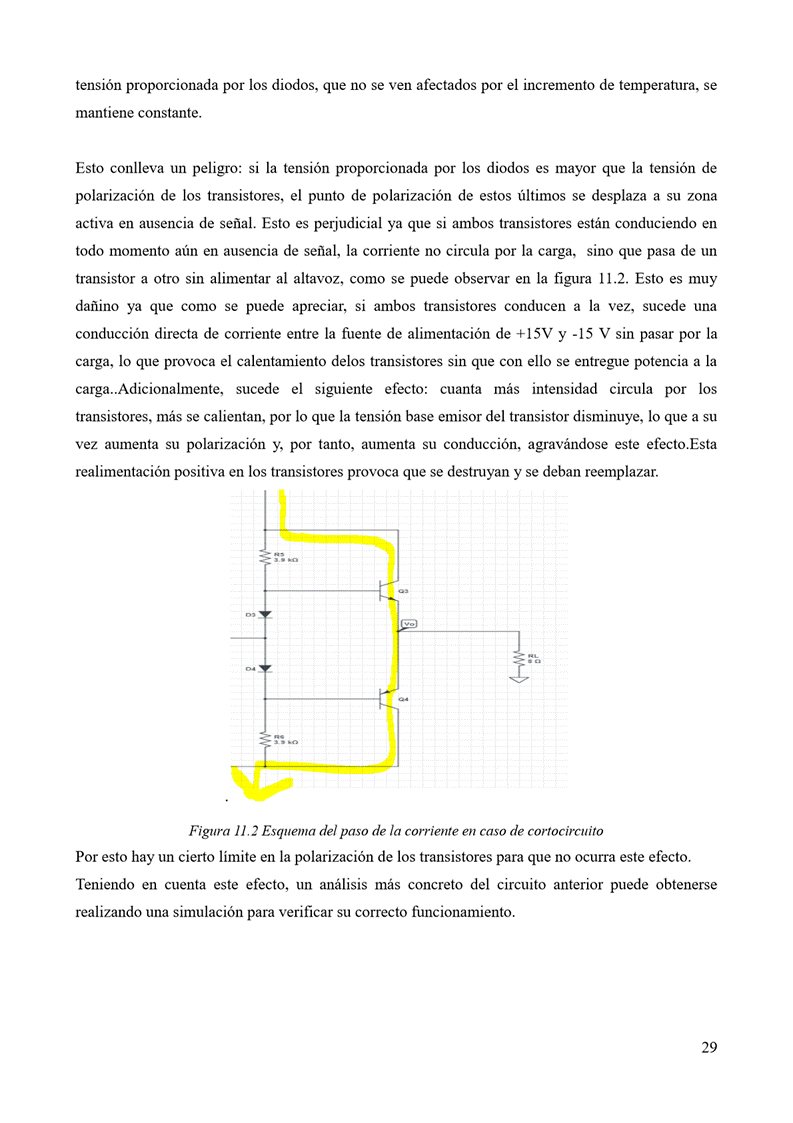 tensión proporcionada por los diodos, que no se ven afectados por el incremento de temperatura, se
mantiene constante.
Esto conlleva un peligro: si la tensión proporcionada por los diodos es mayor que la tensión de
polarización de los transistores, el punto de polarización de estos últimos se desplaza a su zona
activa en ausencia de señal. Esto es perjudicial ya que si ambos transistores están conduciendo en
todo momento aún en ausencia de señal, la corriente no circula por la carga,  sino que pasa de un
transistor a otro sin alimentar al altavoz, como se puede observar en la figura 11.2. Esto es muy
dañino ya que como se puede apreciar, si ambos transistores conducen a la vez, sucede una
conducción directa de corriente entre la fuente de alimentación de +15V y -15 V sin pasar por la
carga, lo que provoca el calentamiento delos transistores sin que con ello se entregue potencia a la
carga..Adicionalmente, sucede el siguiente efecto: cuanta más intensidad circula por los
transistores, más se calientan, por lo que la tensión base emisor del transistor disminuye, lo que a su
vez aumenta su polarización y, por tanto, aumenta su conducción, agravándose este efecto.Esta
realimentación positiva en los transistores provoca que se destruyan y se deban reemplazar.
R5
3.9 kΩ
Q3
D3
Vo
RL
8 Ω
D4
Q4
R6
3.9 kΩ
.
Figura 11.2 Esquema del paso de la corriente en caso de cortocircuito
Por esto hay un cierto límite en la polarización de los transistores para que no ocurra este efecto.
Teniendo en cuenta este efecto, un análisis más concreto del circuito anterior puede obtenerse
realizando una simulación para verificar su correcto funcionamiento.
29